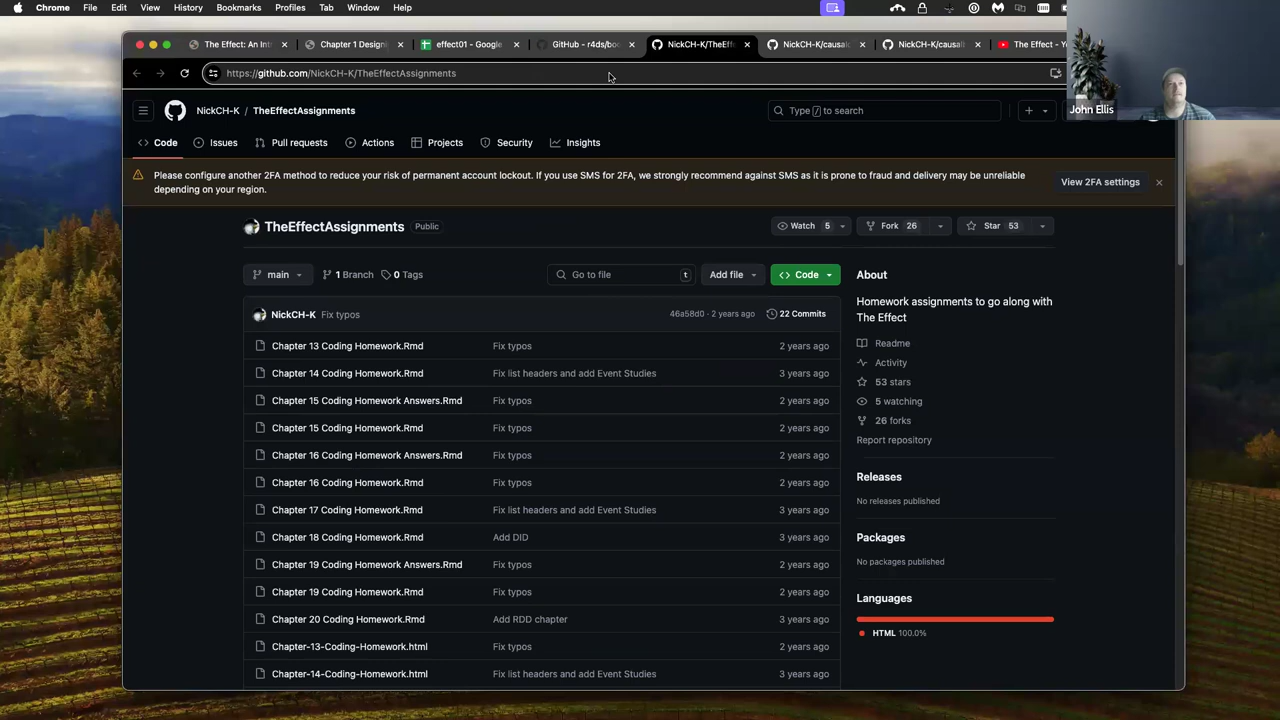 Chrome File Edit View History Bookmarks Profiles Tab Window Help
The Effect: An Int
Chapter 1 Design
effect01 - Google
GitHub - r4ds/boo
NickCH-K/TheEffe
NickCH-K/causalc
NickCH-K/causall
The Effect - Yo
https://github.com/NickCH-K/TheEffectAssignments
John Ellis
NickCH-K / TheEffectAssignments
Type / to search
Code Issues Pull requests Actions Projects Security Insights
Please configure another 2FA method to reduce your risk of permanent account lockout. If you use SMS for 2FA, we strongly recommend against SMS as it is prone to fraud and delivery may be unreliable
depending on your region.
View 2FA settings
TheEffectAssignments Public
Watch 5 Fork 26 Star 53
main 1 Branch 0 Tags Go to file t Add file Code
NickCH-K Fix typos 46a58d0 · 2 years ago 22 Commits
Chapter 13 Coding Homework.Rmd Fix typos 2 years ago
Chapter 14 Coding Homework.Rmd Fix list headers and add Event Studies 3 years ago
Chapter 15 Coding Homework Answers.Rmd Fix typos 2 years ago
Chapter 15 Coding Homework.Rmd Fix typos 2 years ago
Chapter 16 Coding Homework Answers.Rmd Fix typos 2 years ago
Chapter 16 Coding Homework.Rmd Fix typos 2 years ago
Chapter 17 Coding Homework.Rmd Fix list headers and add Event Studies 3 years ago
Chapter 18 Coding Homework.Rmd Add DID 3 years ago
Chapter 19 Coding Homework Answers.Rmd Fix typos 2 years ago
Chapter 19 Coding Homework.Rmd Fix typos 2 years ago
Chapter 20 Coding Homework.Rmd Add RDD chapter 3 years ago
Chapter-13-Coding-Homework.html Fix typos 2 years ago
Chapter-14-Coding-Homework.html Fix list headers and add Event Studies 3 years ago
About
Homework assignments to go along with
The Effect
Readme
Activity
53 stars
5 watching
26 forks
Report repository
Releases
No releases published
Packages
No packages published
Languages
HTML 100.0%